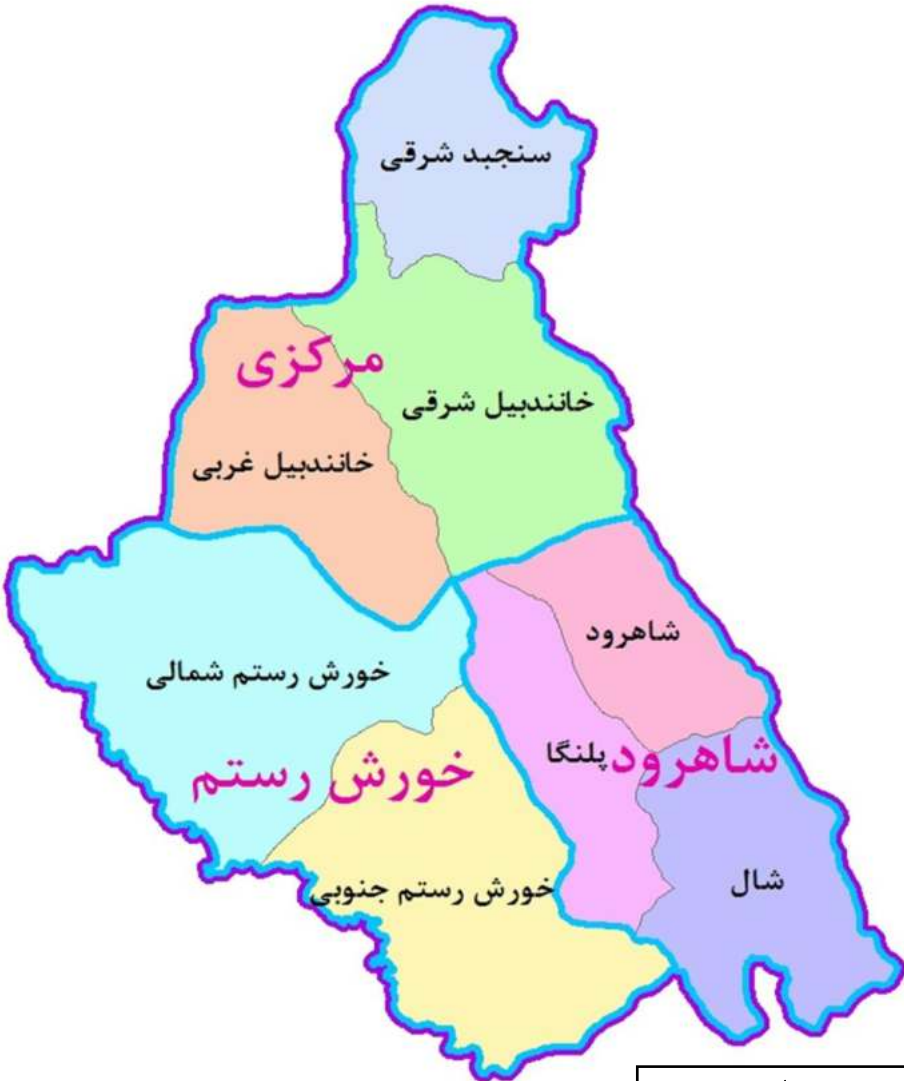 سنجبد شرقی
مرکزی
خانندبیل شرقی
خانندبیل غربی
شاهرود
خورش رستم شمالی
شاهرود
پلنگا
خورش رستم
شال
خورش رستم جنوبی